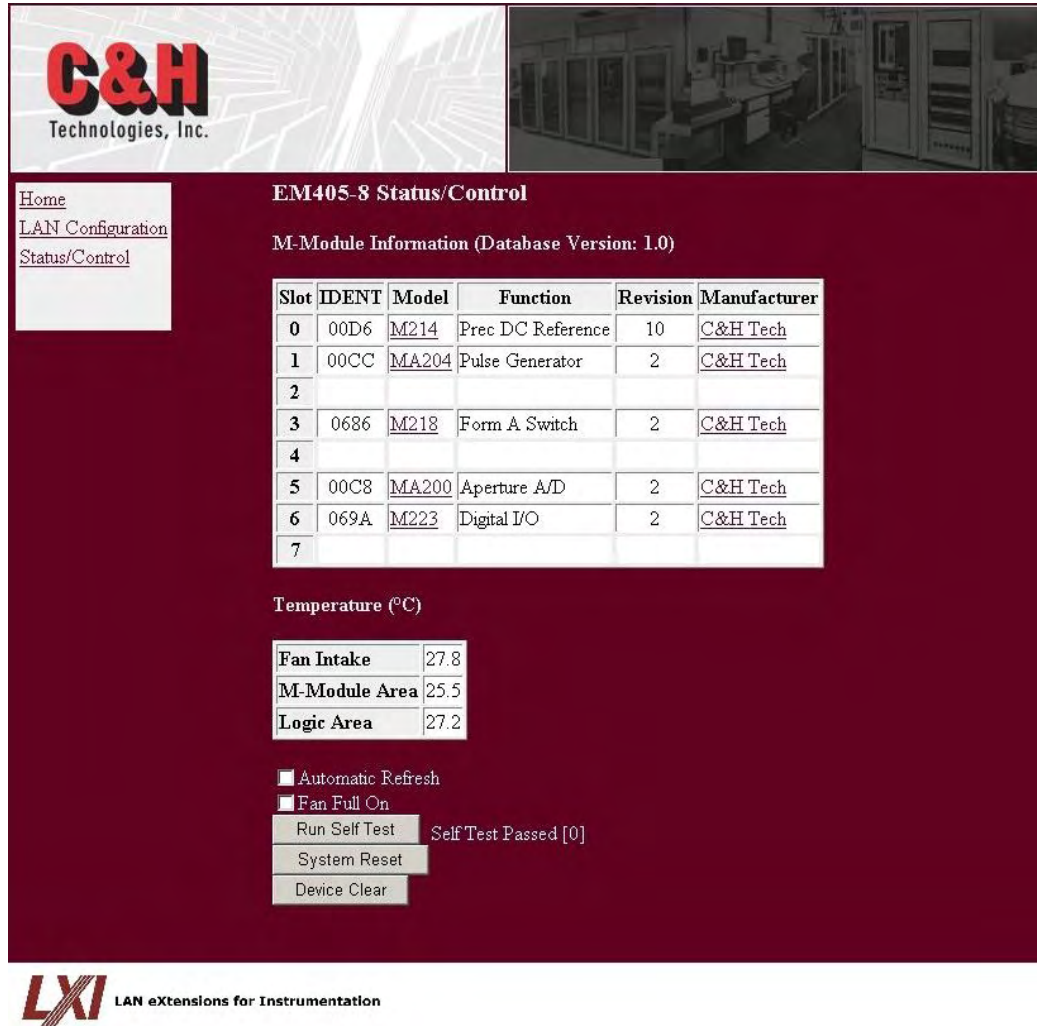 C&H
Technologies, Inc.
Home
LAN Configuration
Status/Control
EM405-8 Status/Control
M-Module Information (Database Version: 1.0)
Slot IDENT Model Function Revision Manufacturer
0 00D6 M214 Prec DC Reference 10 C&H Tech
1 00CC MA204 Pulse Generator 2 C&H Tech
2
3 0686 M218 Form A Switch 2 C&H Tech
4
5 00C8 MA200 Aperture A/D 2 C&H Tech
6 069A M223 Digital I/O 2 C&H Tech
7
Temperature (°C)
Fan Intake 27.8
M-Module Area 25.5
Logic Area 27.2
Automatic Refresh
Fan Full On
Run Self Test Self Test Passed [0]
System Reset
Device Clear
LXI LAN eXtensions for Instrumentation